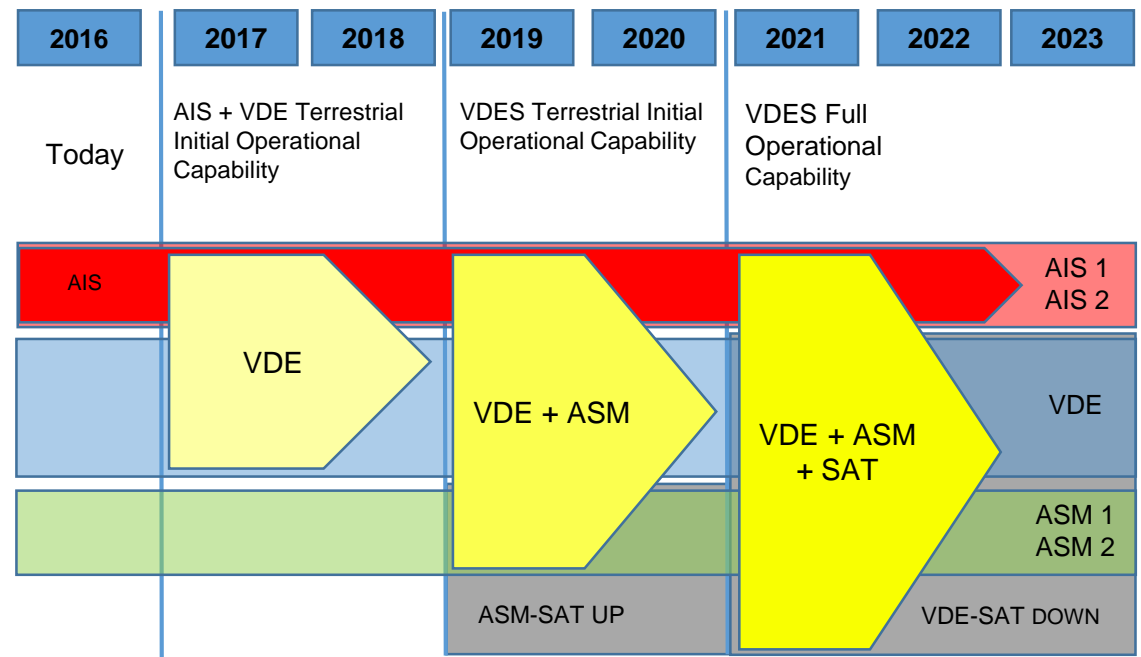 2016
2017
2018
2019
2020
2021
2022
2023
Today
AIS + VDE Terrestrial
Initial Operational
Capability
VDES Terrestrial Initial
Operational Capability
VDES Full
Operational
Capability
AIS
AIS 1
AIS 2
VDE
VDE + ASM
VDE + ASM
+ SAT
VDE
ASM 1
ASM 2
ASM-SAT UP
VDE-SAT DOWN